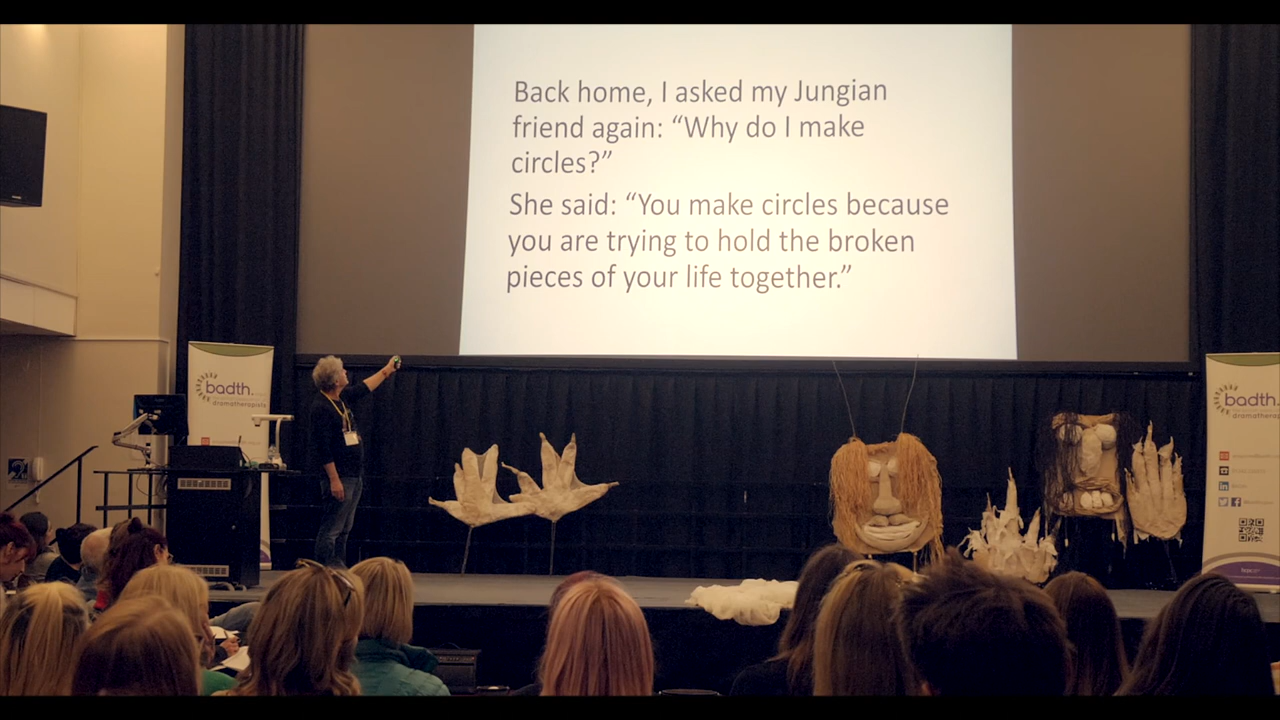 Back home, I asked my Jungian
friend again: “Why do I make
circles?”
She said: “You make circles because
you are trying to hold the broken
pieces of your life together.”
badth.
dramatherapists
badth.